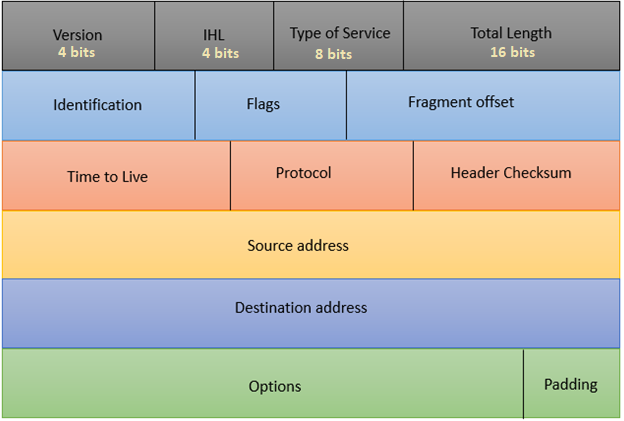 Version IHL Type of Service Total Length
4 bits 4 bits 8 bits 16 bits
Identification Flags Fragment offset
Time to Live Protocol Header Checksum
Source address
Destination address
Options Padding